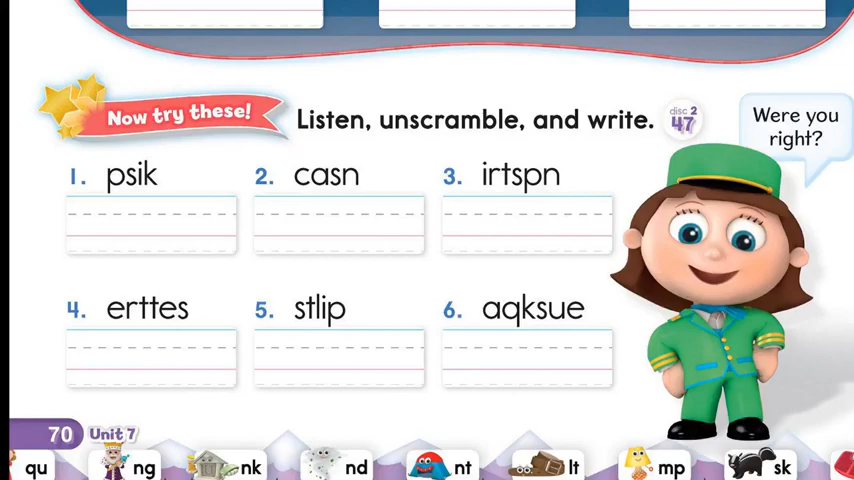 Now try these!
Listen, unscramble, and write.
disc 2
47
Were you
right?
1. psik
2. casn
3. irtspn
4. erttes
5. stlip
6. aqksue
70 Unit 7
qu ng nk nd nt lt mp sk